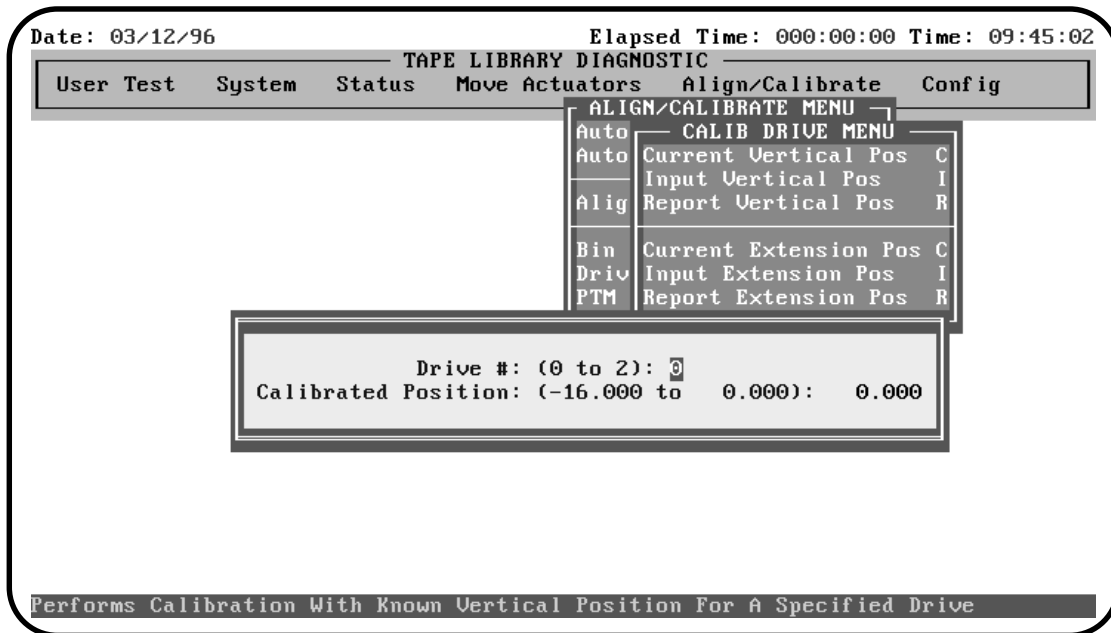 Date: 03/12/96 Elapsed Time: 000:00:00 Time: 09:45:02
TAPE LIBRARY DIAGNOSTIC
User Test System Status Move Actuators Align/Calibrate Config
ALIGN/CALIBRATE MENU
Auto CALIB DRIVE MENU
Auto Current Vertical Pos C
Input Vertical Pos I
Alig Report Vertical Pos R
Bin Current Extension Pos C
Driv Input Extension Pos I
PTM Report Extension Pos R
Drive #: (0 to 2): 0
Calibrated Position: (-16.000 to 0.000): 0.000
Performs Calibration With Known Vertical Position For A Specified Drive